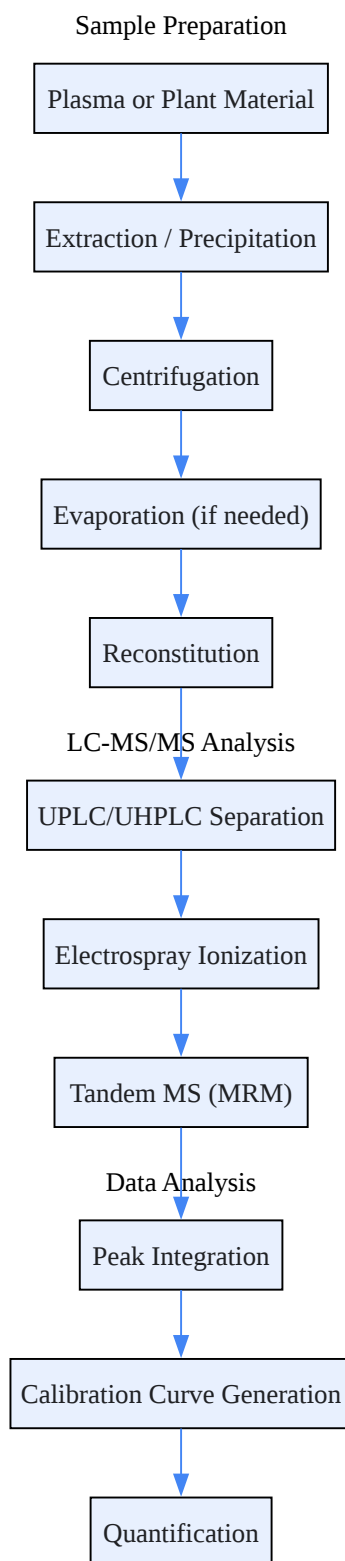 Sample Preparation
Plasma or Plant Material
Extraction / Precipitation
Centrifugation
Evaporation (if needed)
Reconstitution
LC-MS/MS Analysis
UPLC/UHPLC Separation
Electrospray Ionization
Tandem MS (MRM)
Data Analysis
Peak Integration
Calibration Curve Generation
Quantification